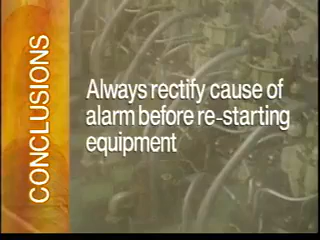 CONCLUSIONS
Always rectify cause of
alarm before re-starting
equipment